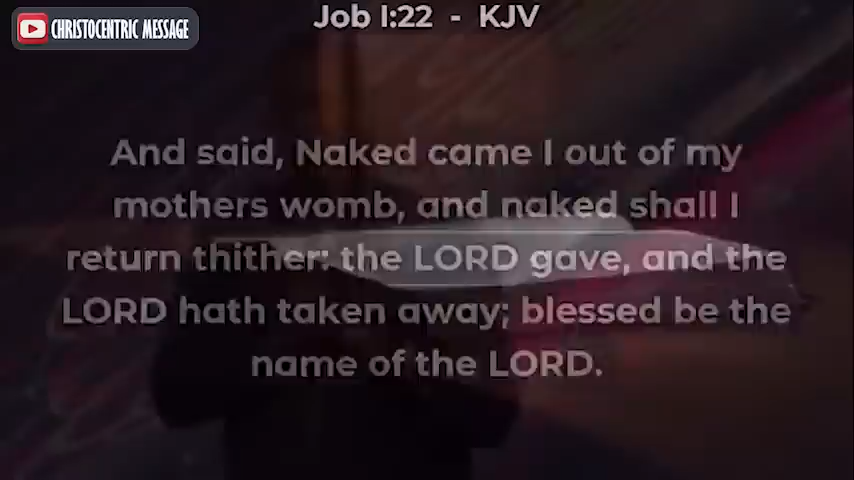 CHRISTOCENTRIC MESSAGE
Job 1:22 - KJV
And said, Naked came I out of my
mothers womb, and naked shall I
return thither: the LORD gave, and the
LORD hath taken away; blessed be the
name of the LORD.